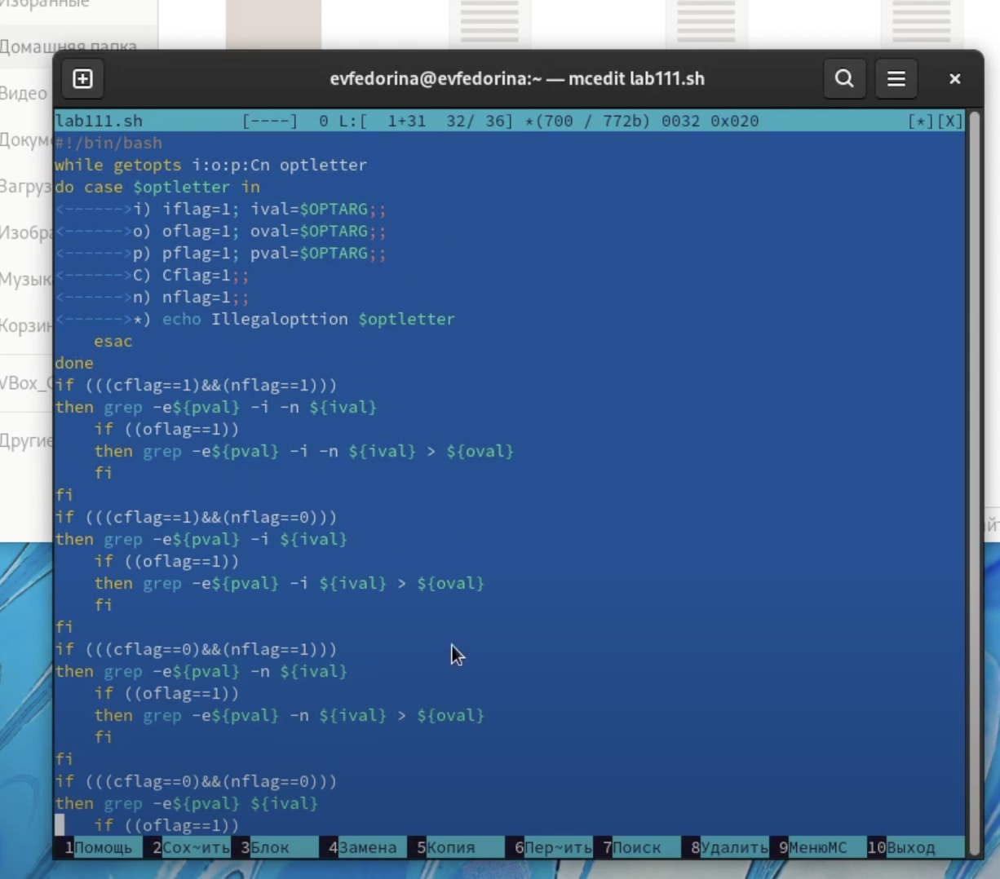 Избранные
Домашняя папка
Видео
Докум
Загруз
Изобра
Музык
Корзин
VBox_
Другие
evfedorina@evfedorina:~ — mcedit lab111.sh
lab111.sh [----] 0 L:[ 1+31 32/ 36] *(700 / 772b) 0032 0x020 [*][X]
#!/bin/bash
while getopts i:o:p:Cn optletter
do case $optletter in
<------>i) iflag=1; ival=$OPTARG;;
<------>o) oflag=1; oval=$OPTARG;;
<------>p) pflag=1; pval=$OPTARG;;
<------>C) Cflag=1;;
<------>n) nflag=1;;
<------>*) echo Illegalopttion $optletter
    esac
done
if (((cflag==1)&&(nflag==1)))
then grep -e${pval} -i -n ${ival}
    if ((oflag==1))
    then grep -e${pval} -i -n ${ival} > ${oval}
    fi
fi
if (((cflag==1)&&(nflag==0)))
then grep -e${pval} -i ${ival}
    if ((oflag==1))
    then grep -e${pval} -i ${ival} > ${oval}
    fi
fi
if (((cflag==0)&&(nflag==1)))
then grep -e${pval} -n ${ival}
    if ((oflag==1))
    then grep -e${pval} -n ${ival} > ${oval}
    fi
fi
if (((cflag==0)&&(nflag==0)))
then grep -e${pval} ${ival}
    if ((oflag==1))
1Помощь 2Сох~ить 3Блок 4Замена 5Копия 6Пер~ить 7Поиск 8Удалить 9МенюMC 10Выход